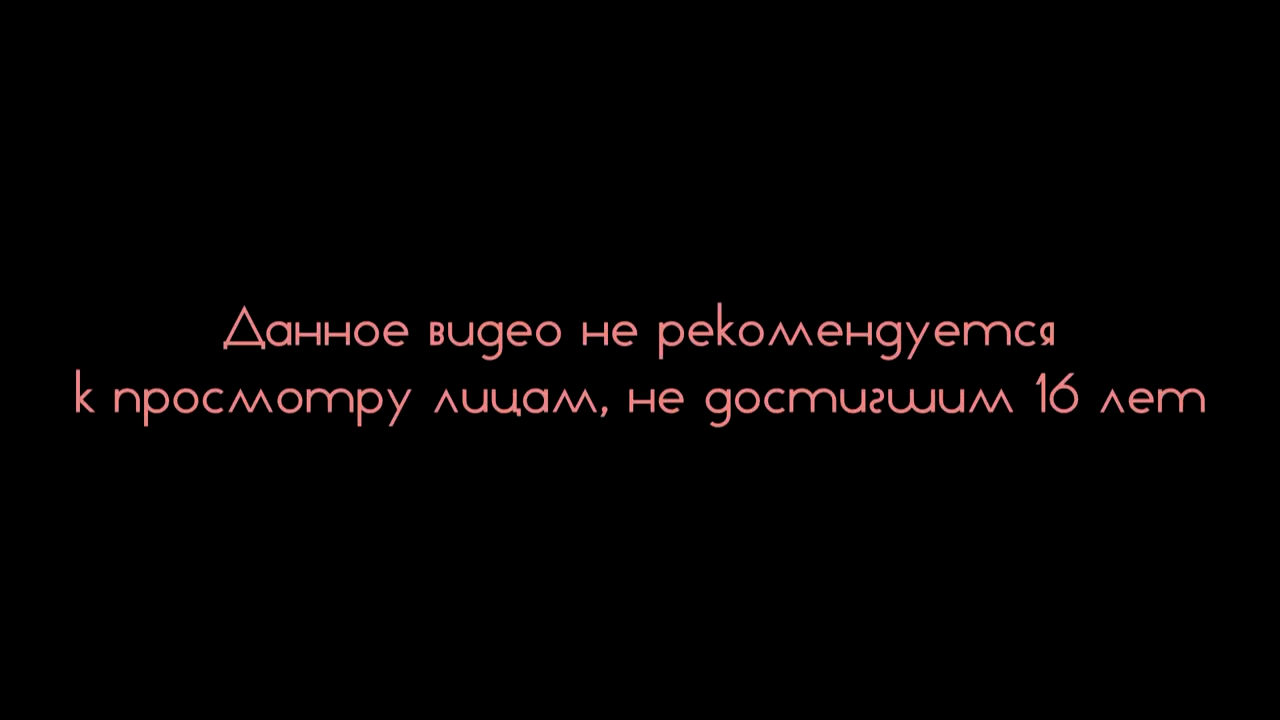 Данное видео не рекомендуется
к просмотру лицам, не достигшим 16 лет